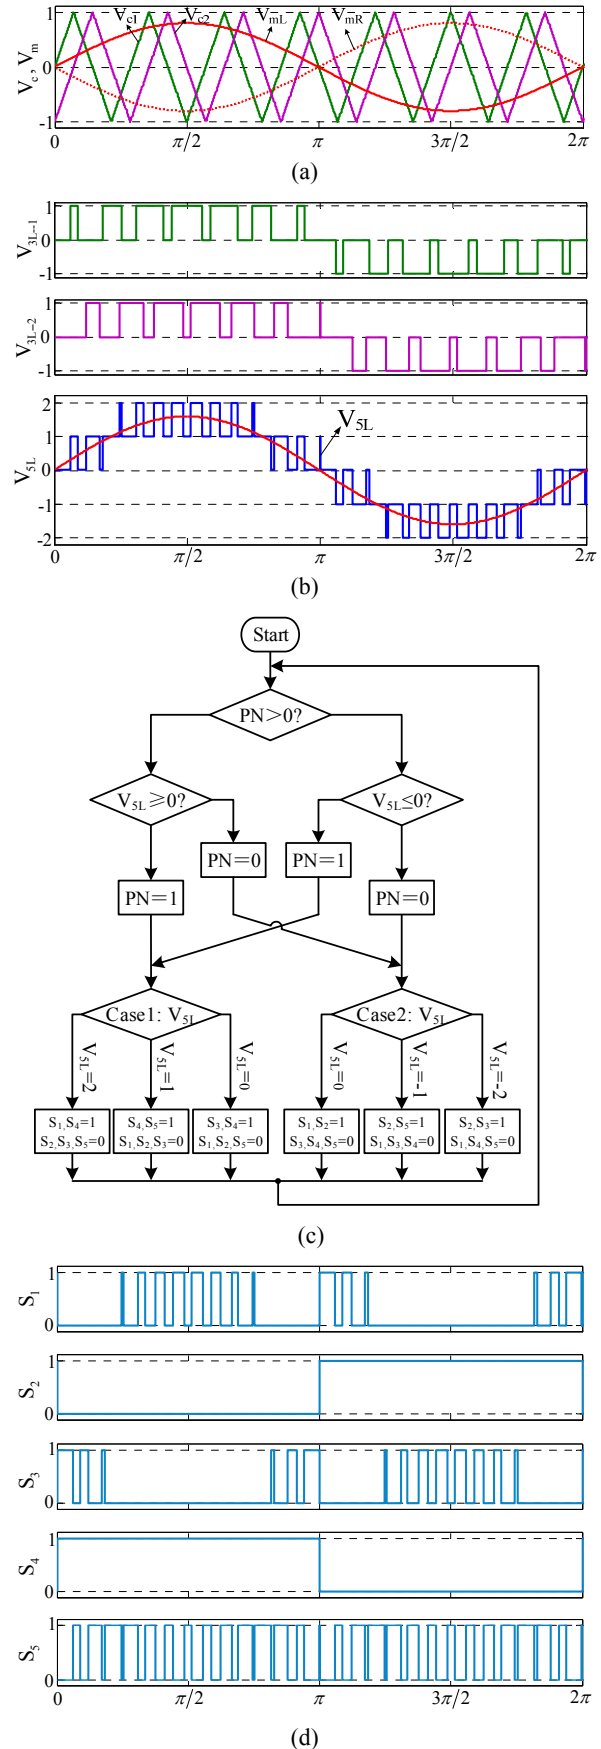 V_c1 V_c2 V_mL V_mR
V_c , V_m
1
0
-1
0 π/2 π 3π/2 2π
(a)
V_3L-1
1
0
-1
V_3L-2
1
0
-1
V_5L
2
1
0
-1
-2
V_5L
0 π/2 π 3π/2 2π
(b)
Start
PN>0?
V_5L≥0? V_5L≤0?
PN=0 PN=1
PN=1 PN=0
Case1: V_5L Case2: V_5L
V_5L=2 V_5L=1 V_5L=0 V_5L=0 V_5L=-1 V_5L=-2
S1,S4=1 S4,S5=1 S3,S4=1 S1,S2=1 S2,S5=1 S2,S3=1
S2,S3,S5=0 S1,S2,S3=0 S1,S2,S5=0 S3,S4,S5=0 S1,S3,S4=0 S1,S4,S5=0
(c)
S1
1
0
S2
1
0
S3
1
0
S4
1
0
S5
1
0
0 π/2 π 3π/2 2π
(d)